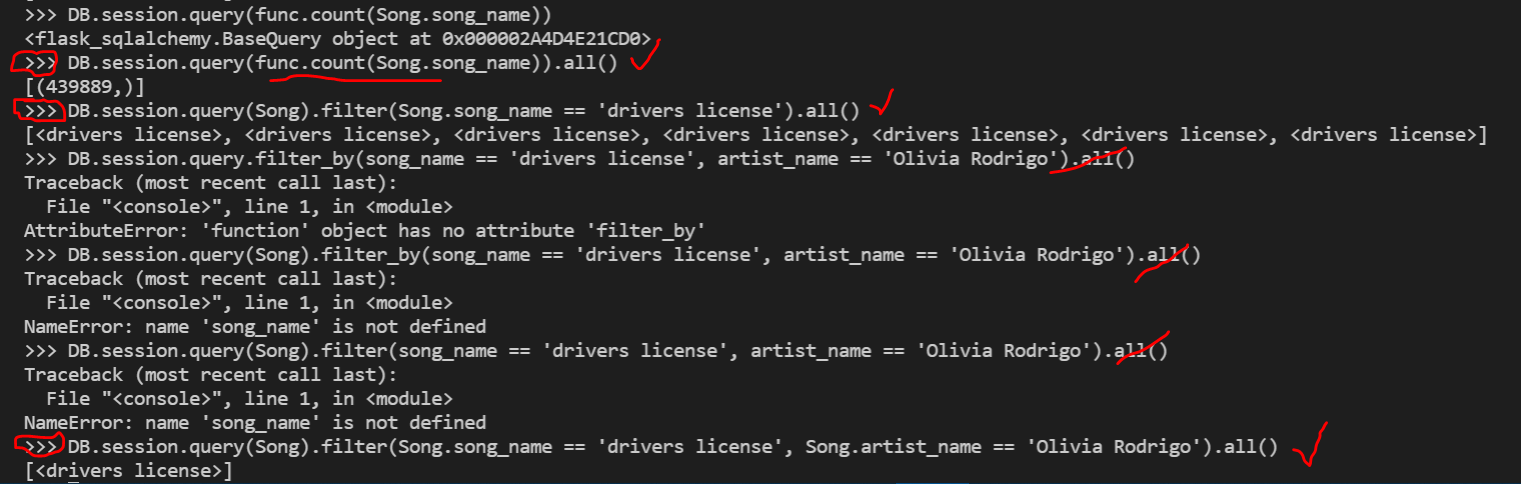 >>> DB.session.query(func.count(Song.song_name))
<flask_sqlalchemy.BaseQuery object at 0x000002A4D4E21CD0>
>>> DB.session.query(func.count(Song.song_name)).all()
[(439889,)]
>>> DB.session.query(Song).filter(Song.song_name == 'drivers license').all()
[<drivers license>, <drivers license>, <drivers license>, <drivers license>, <drivers license>, <drivers license>, <drivers license>]
>>> DB.session.query.filter_by(song_name == 'drivers license', artist_name == 'Olivia Rodrigo').all()
Traceback (most recent call last):
  File "<console>", line 1, in <module>
AttributeError: 'function' object has no attribute 'filter_by'
>>> DB.session.query(Song).filter_by(song_name == 'drivers license', artist_name == 'Olivia Rodrigo').all()
Traceback (most recent call last):
  File "<console>", line 1, in <module>
NameError: name 'song_name' is not defined
>>> DB.session.query(Song).filter(song_name == 'drivers license', artist_name == 'Olivia Rodrigo').all()
Traceback (most recent call last):
  File "<console>", line 1, in <module>
NameError: name 'song_name' is not defined
>>> DB.session.query(Song).filter(Song.song_name == 'drivers license', Song.artist_name == 'Olivia Rodrigo').all()
[<drivers license>]